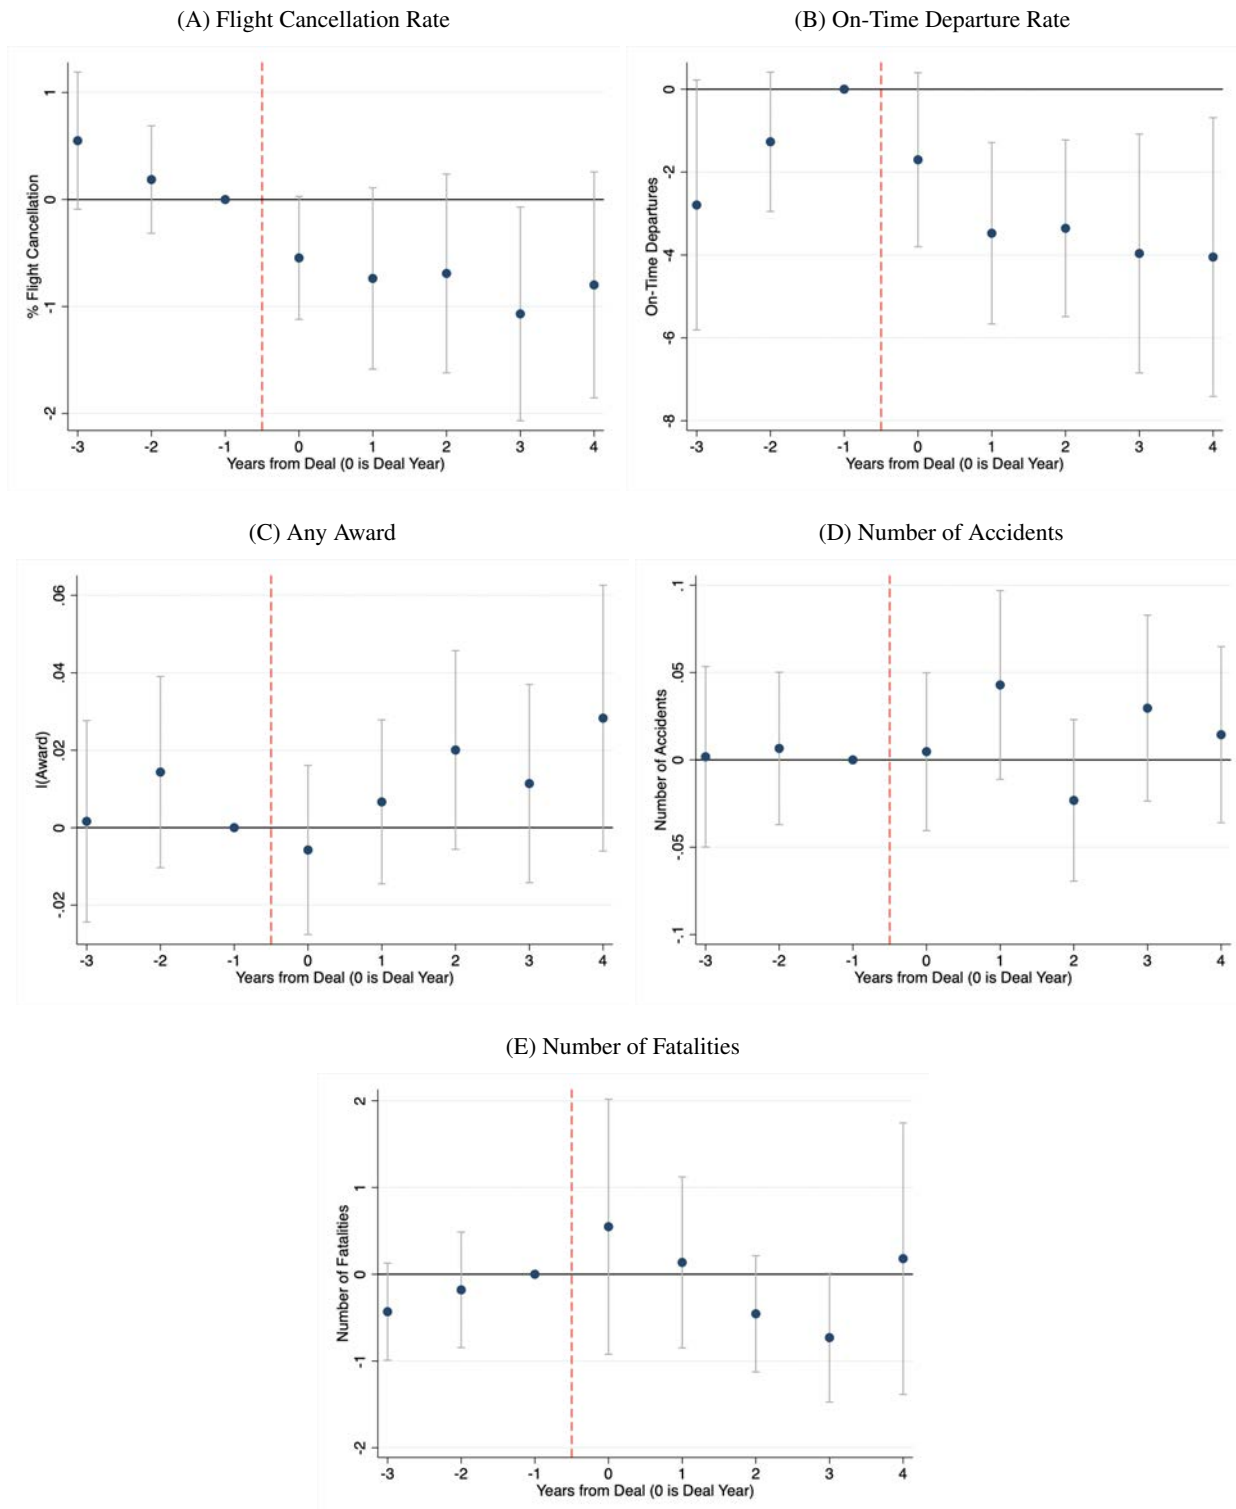 (A) Flight Cancellation Rate
% Flight Cancellation
1
0
-1
-2
-3 -2 -1 0 1 2 3 4
Years from Deal (0 is Deal Year)
(B) On-Time Departure Rate
On-Time Departures
0
-2
-4
-6
-8
-3 -2 -1 0 1 2 3 4
Years from Deal (0 is Deal Year)
(C) Any Award
I(Award)
.06
.04
.02
0
-.02
-3 -2 -1 0 1 2 3 4
Years from Deal (0 is Deal Year)
(D) Number of Accidents
Number of Accidents
.1
.05
0
-.05
-.1
-3 -2 -1 0 1 2 3 4
Years from Deal (0 is Deal Year)
(E) Number of Fatalities
Number of Fatalities
2
1
0
-1
-2
-3 -2 -1 0 1 2 3 4
Years from Deal (0 is Deal Year)